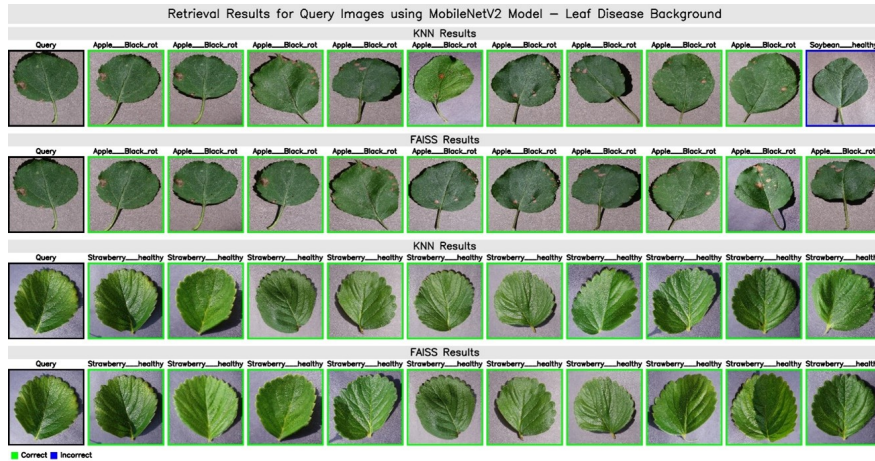 Retrieval Results for Query Images using MobileNetV2 Model – Leaf Disease Background
KNN Results
Query Apple___Black_rot Apple___Black_rot Apple___Black_rot Apple___Black_rot Apple___Black_rot Apple___Black_rot Apple___Black_rot Apple___Black_rot Apple___Black_rot Soybean___healthy
FAISS Results
Query Apple___Black_rot Apple___Black_rot Apple___Black_rot Apple___Black_rot Apple___Black_rot Apple___Black_rot Apple___Black_rot Apple___Black_rot Apple___Black_rot Apple___Black_rot
KNN Results
Query Strawberry___healthy Strawberry___healthy Strawberry___healthy Strawberry___healthy Strawberry___healthy Strawberry___healthy Strawberry___healthy Strawberry___healthy Strawberry___healthy Strawberry___healthy
FAISS Results
Query Strawberry___healthy Strawberry___healthy Strawberry___healthy Strawberry___healthy Strawberry___healthy Strawberry___healthy Strawberry___healthy Strawberry___healthy Strawberry___healthy Strawberry___healthy
Correct Incorrect